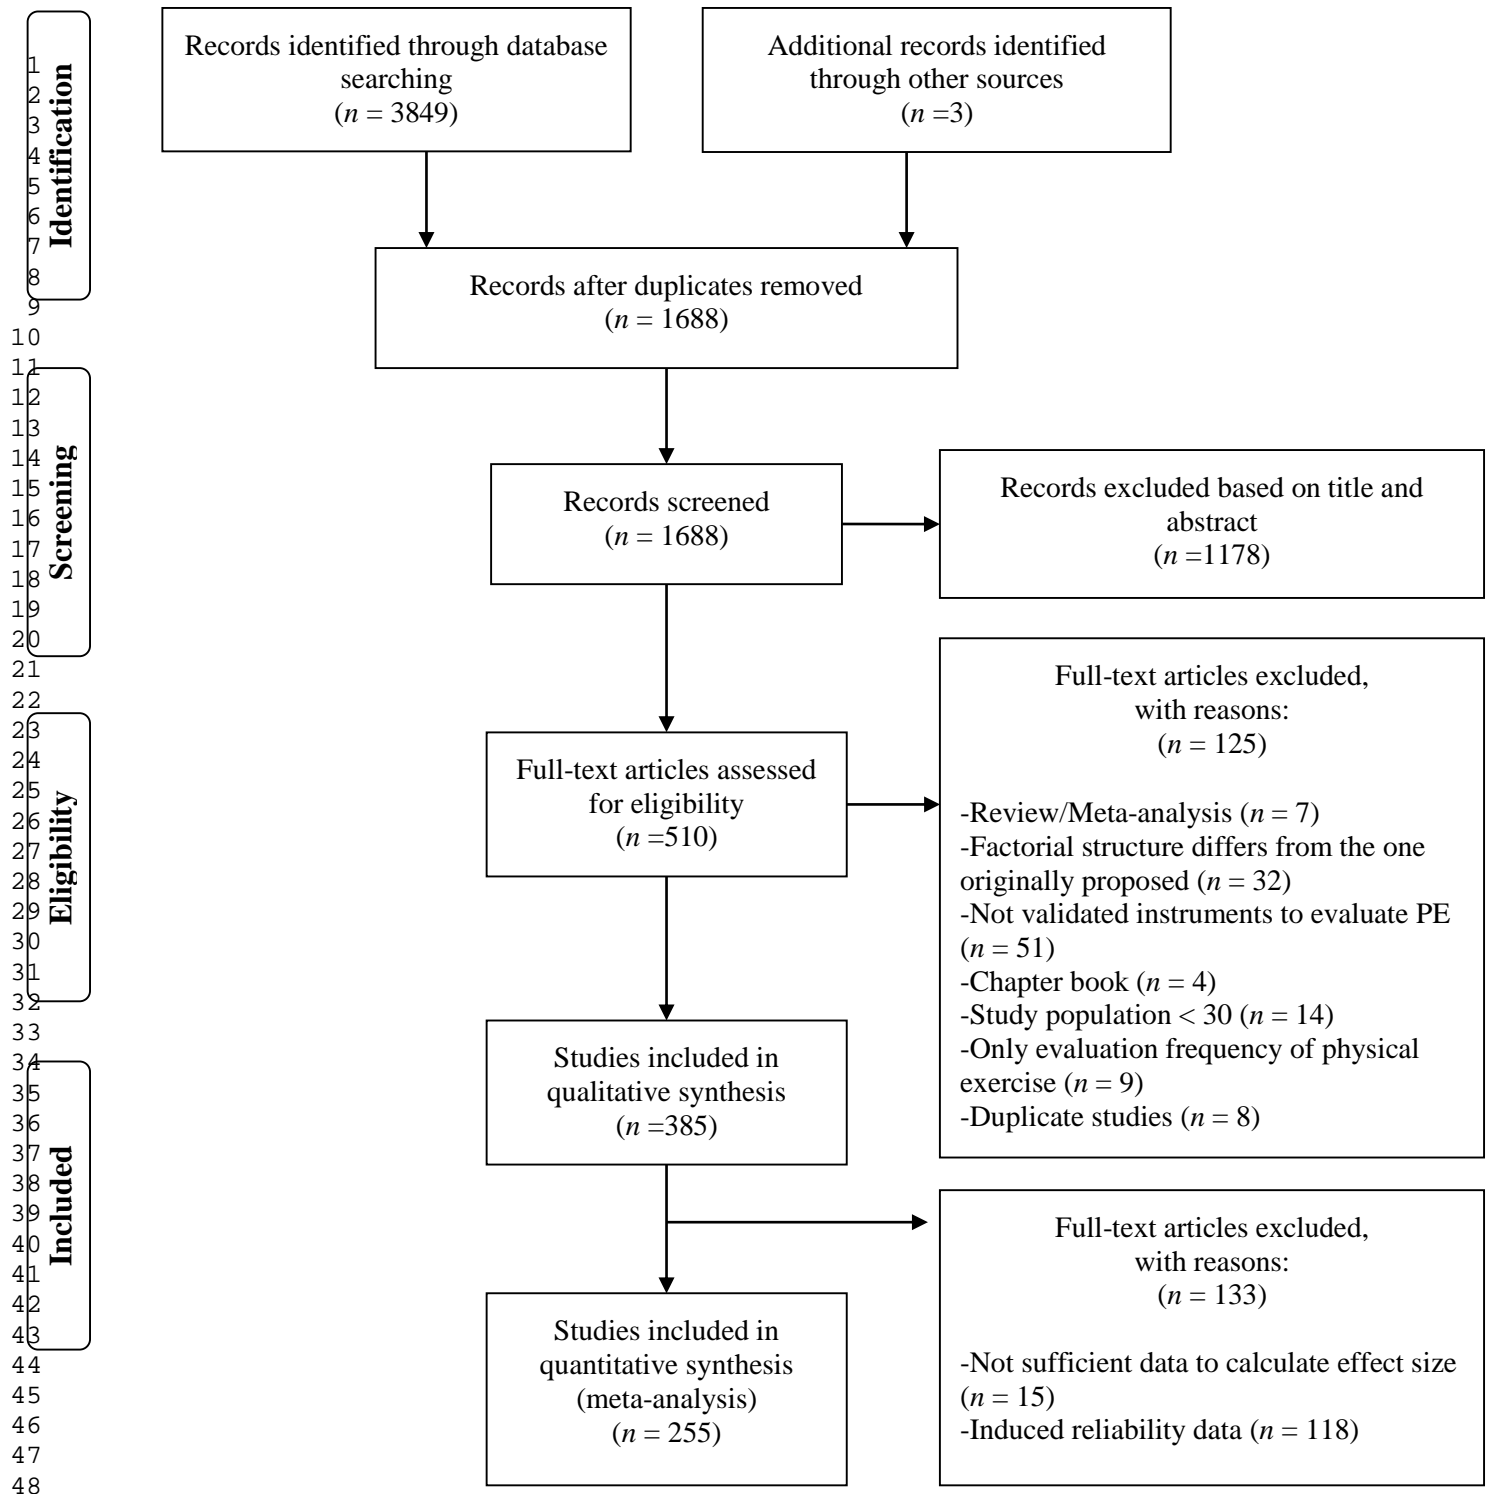 Identification
Screening
Eligibility
Included
1
2
3
4
5
6
7
8
9
10
11
12
13
14
15
16
17
18
19
20
21
22
23
24
25
26
27
28
29
30
31
32
33
34
35
36
37
38
39
40
41
42
43
44
45
46
47
48
Records identified through database
searching
(n = 3849)
Additional records identified
through other sources
(n =3)
Records after duplicates removed
(n = 1688)
Records screened
(n = 1688)
Records excluded based on title and
abstract
(n =1178)
Full-text articles assessed
for eligibility
(n =510)
Full-text articles excluded,
with reasons:
(n = 125)
-Review/Meta-analysis (n = 7)
-Factorial structure differs from the one
originally proposed (n = 32)
-Not validated instruments to evaluate PE
(n = 51)
-Chapter book (n = 4)
-Study population < 30 (n = 14)
-Only evaluation frequency of physical
exercise (n = 9)
-Duplicate studies (n = 8)
Studies included in
qualitative synthesis
(n =385)
Full-text articles excluded,
with reasons:
(n = 133)
-Not sufficient data to calculate effect size
(n = 15)
-Induced reliability data (n = 118)
Studies included in
quantitative synthesis
(meta-analysis)
(n = 255)